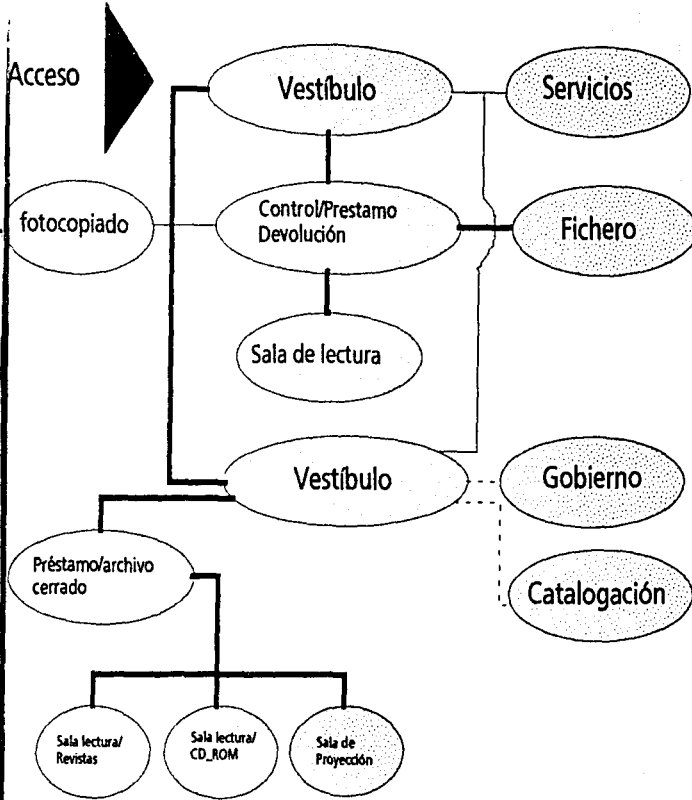 Acceso
Vestíbulo
Servicios
fotocopiado
Control/Prestamo
Devolución
Fichero
Sala de lectura
Vestíbulo
Gobierno
Préstamo/archivo
cerrado
Catalogación
Sala lectura/
Revistas
Sala lectura/
CD_ROM
Sala de
Proyección